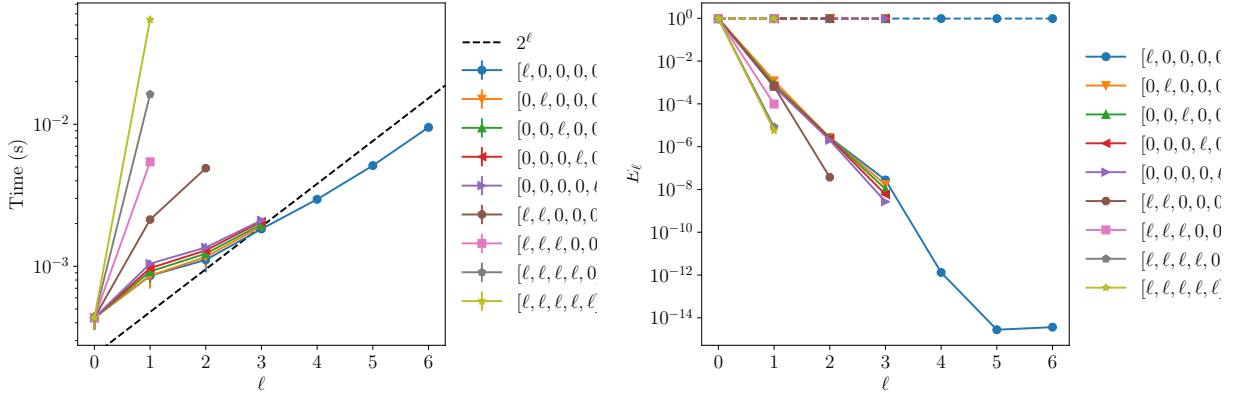 Time (s)
10⁻²
10⁻³
0 1 2 3 4 5 6
ℓ
2^ℓ
[ℓ, 0, 0, 0, 0
[0, ℓ, 0, 0, 0
[0, 0, ℓ, 0, 0
[0, 0, 0, ℓ, 0
[0, 0, 0, 0, ℓ
[ℓ, ℓ, 0, 0, 0
[ℓ, ℓ, ℓ, 0, 0
[ℓ, ℓ, ℓ, ℓ, 0
[ℓ, ℓ, ℓ, ℓ, ℓ]
E_ℓ
10⁰
10⁻²
10⁻⁴
10⁻⁶
10⁻⁸
10⁻¹⁰
10⁻¹²
10⁻¹⁴
0 1 2 3 4 5 6
ℓ
[ℓ, 0, 0, 0, 0
[0, ℓ, 0, 0, 0
[0, 0, ℓ, 0, 0
[0, 0, 0, ℓ, 0
[0, 0, 0, 0, ℓ
[ℓ, ℓ, 0, 0, 0
[ℓ, ℓ, ℓ, 0, 0
[ℓ, ℓ, ℓ, ℓ, 0
[ℓ, ℓ, ℓ, ℓ, ℓ]